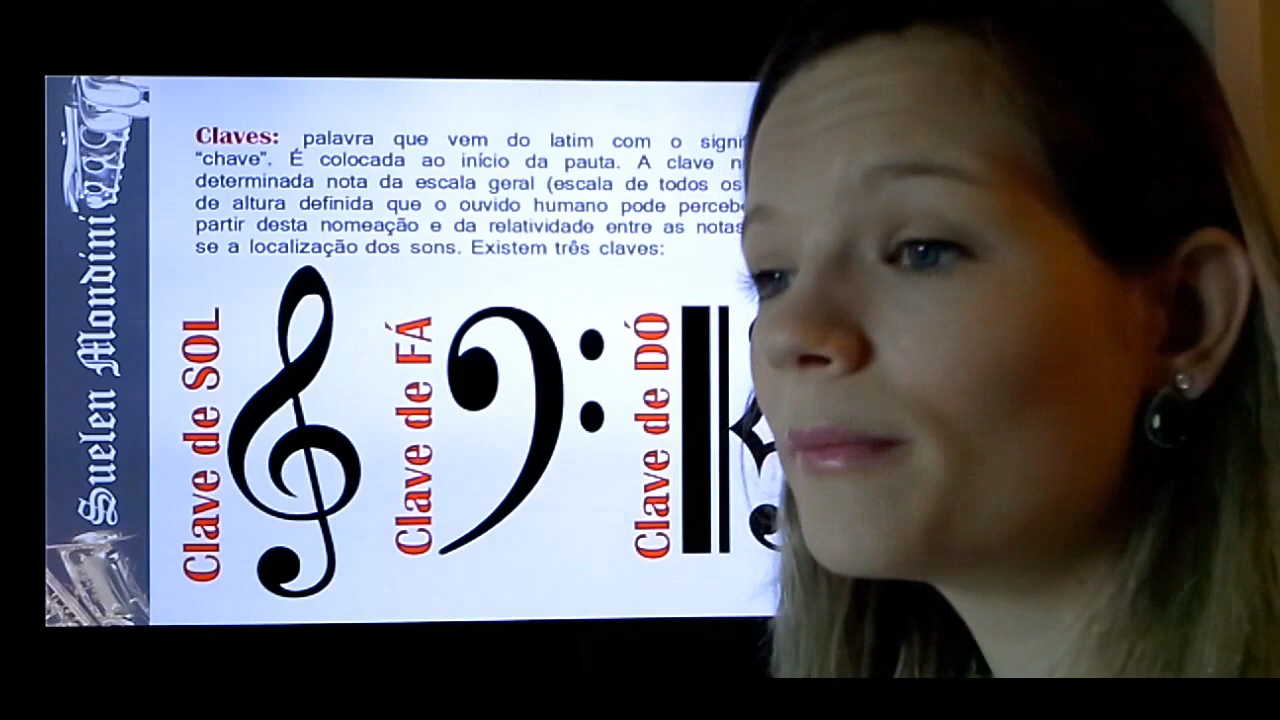 Suelen Mondini
Claves: palavra que vem do latim com o
"chave". É colocada ao início da pauta. A clave
determinada nota da escala geral (escala de todos os
de altura definida que o ouvido humano pode
partir desta nomeação e da relatividade entre as notas
se a localização dos sons. Existem três claves:
Clave de SOL
Clave de FÁ
Clave de DÓ